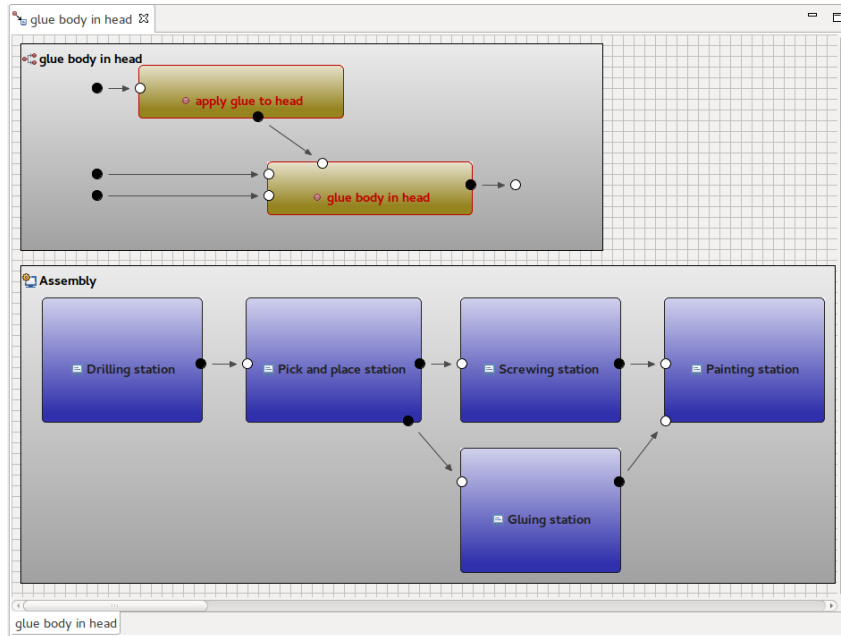 glue body in head
glue body in head
apply glue to head
glue body in head
Assembly
Drilling station
Pick and place station
Screwing station
Painting station
Gluing station
glue body in head